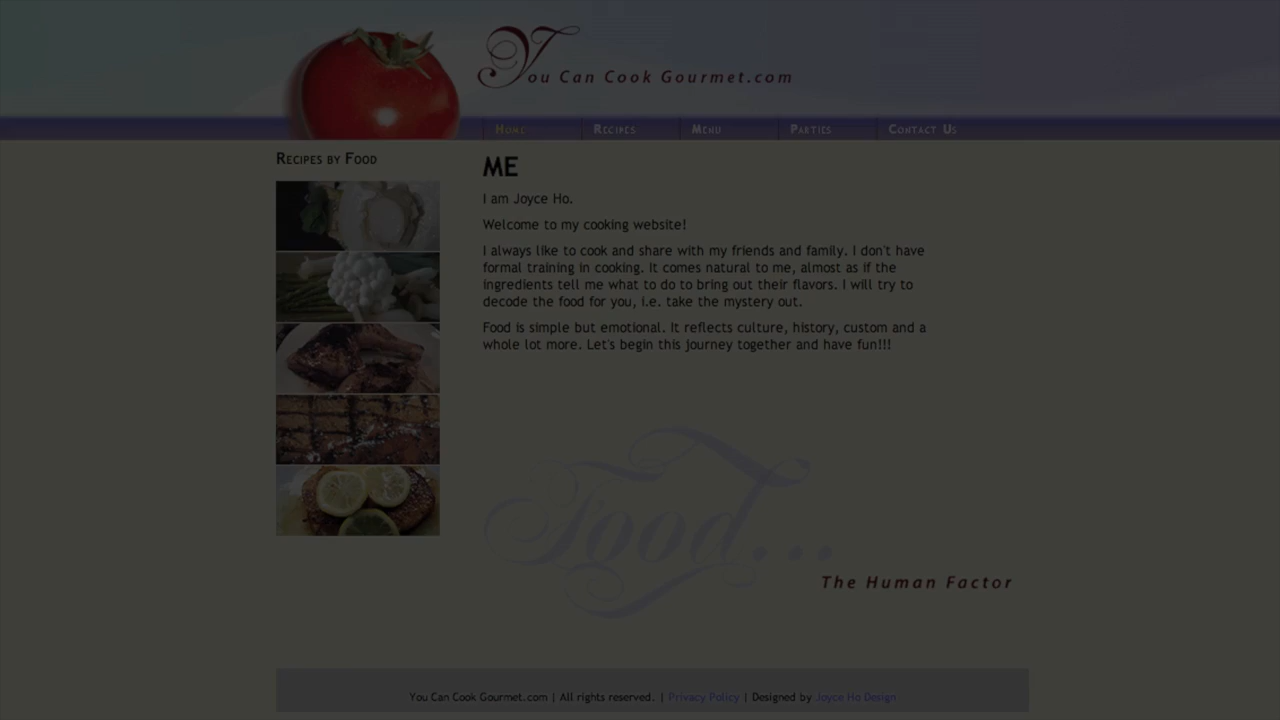 You Can Cook Gourmet.com
Home Recipes Menu Parties Contact Us
Recipes by Food
ME
I am Joyce Ho.
Welcome to my cooking website!
I always like to cook and share with my friends and family. I don't have
formal training in cooking. It comes natural to me, almost as if the
ingredients tell me what to do to bring out their flavors. I will try to
decode the food for you, i.e. take the mystery out.
Food is simple but emotional. It reflects culture, history, custom and a
whole lot more. Let's begin this journey together and have fun!!!
Food...
The Human Factor
You Can Cook Gourmet.com | All rights reserved. | Privacy Policy | Designed by Joyce Ho Design